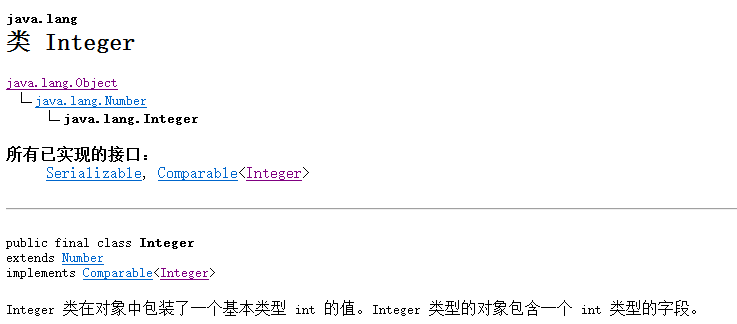 java.lang
类 Integer
java.lang.Object
java.lang.Number
java.lang.Integer
所有已实现的接口：
Serializable, Comparable<Integer>
public final class Integer
extends Number
implements Comparable<Integer>
Integer 类在对象中包装了一个基本类型 int 的值。Integer 类型的对象包含一个 int 类型的字段。